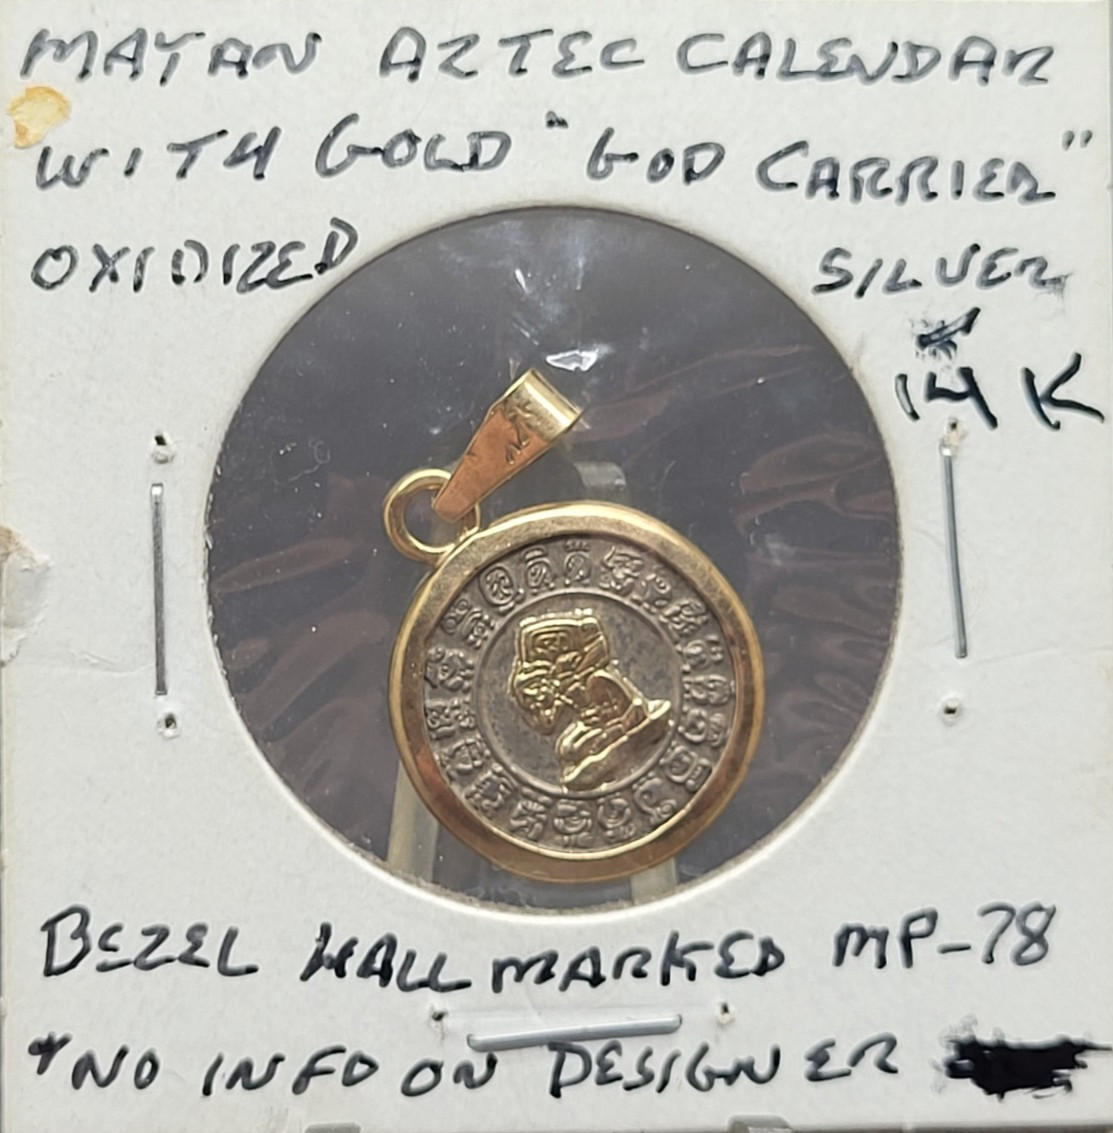 MAYAN AZTEC CALENDAR
WITH GOLD "GOD CARRIER"
OXIDIZED SILVER
14K
BEZEL HALLMARKED MP-78
*NO INFO ON DESIGNER